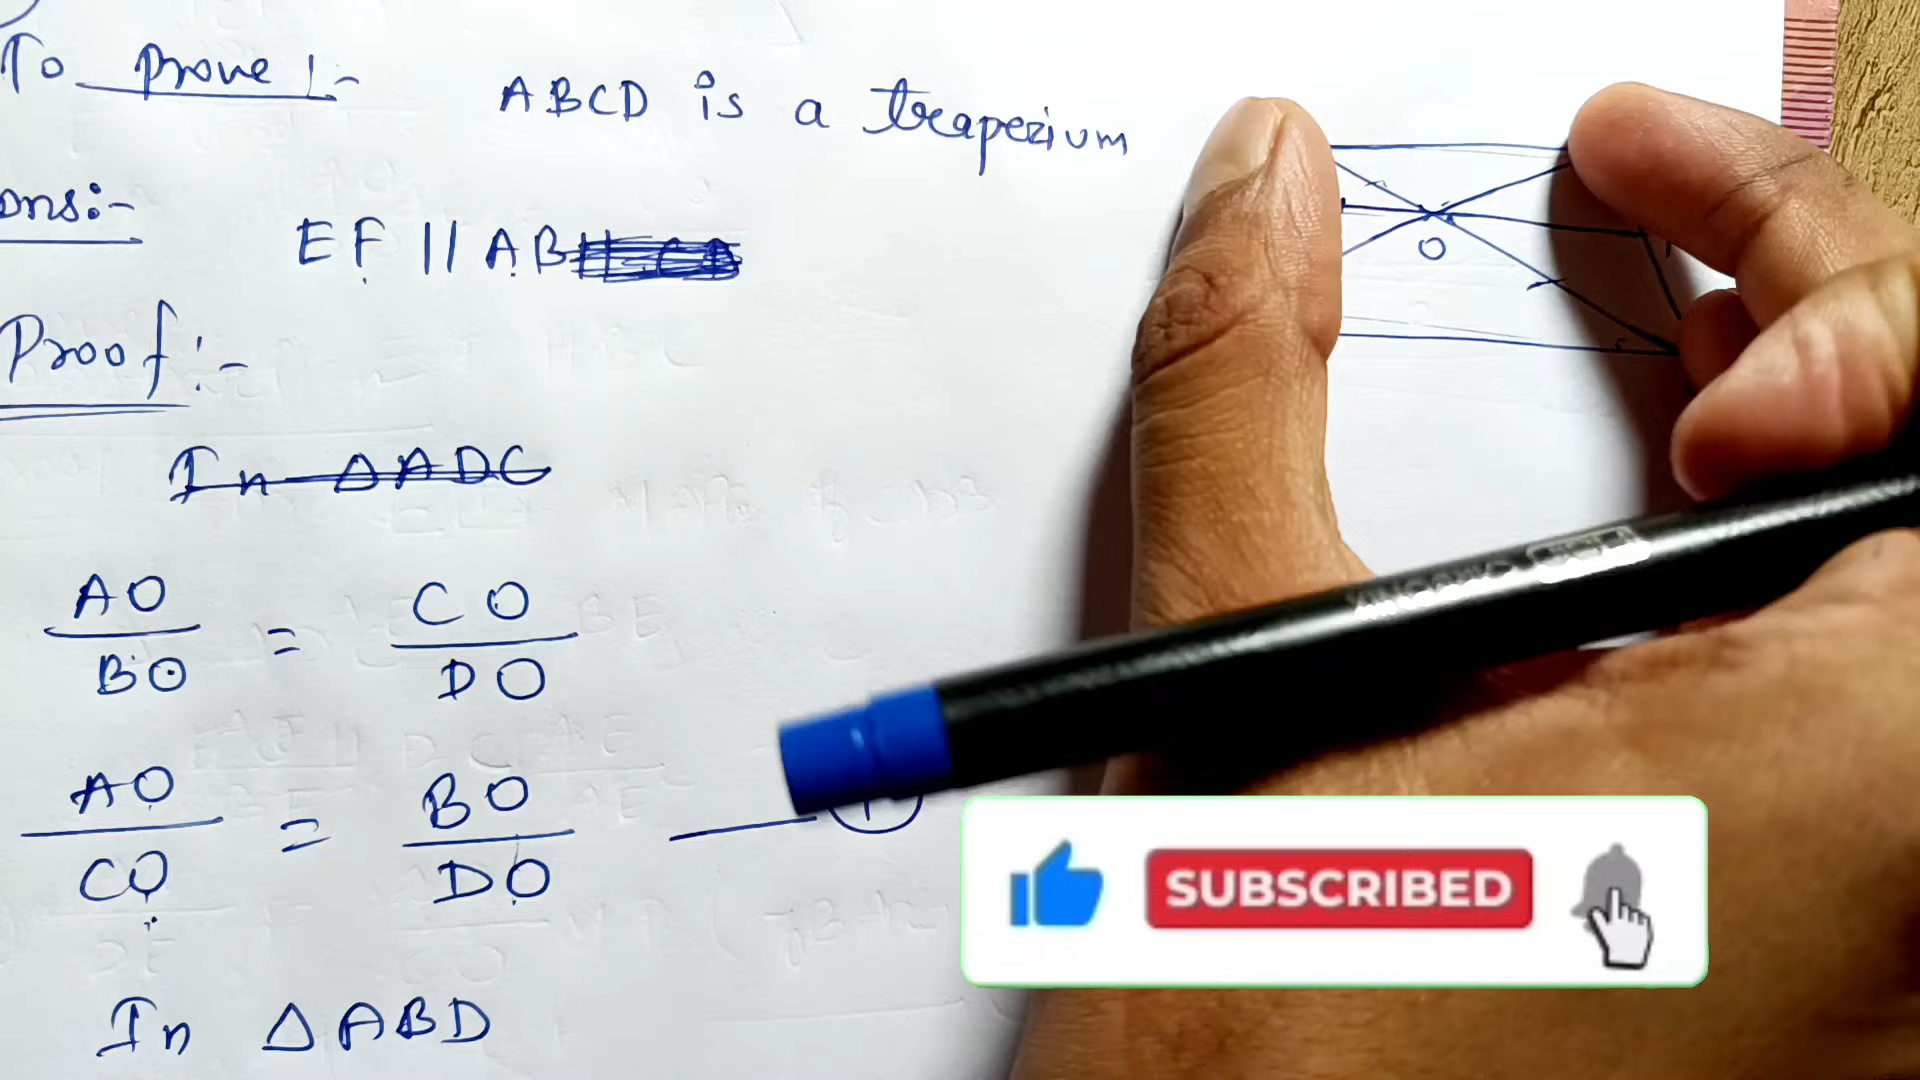 To prove :-
ABCD is a trapezium
ons:-
EF || AB
Proof :-
In ΔADC
AO
BO
=
CO
DO
O
AO
CO
=
BO
DO
In ΔABD
SUBSCRIBED